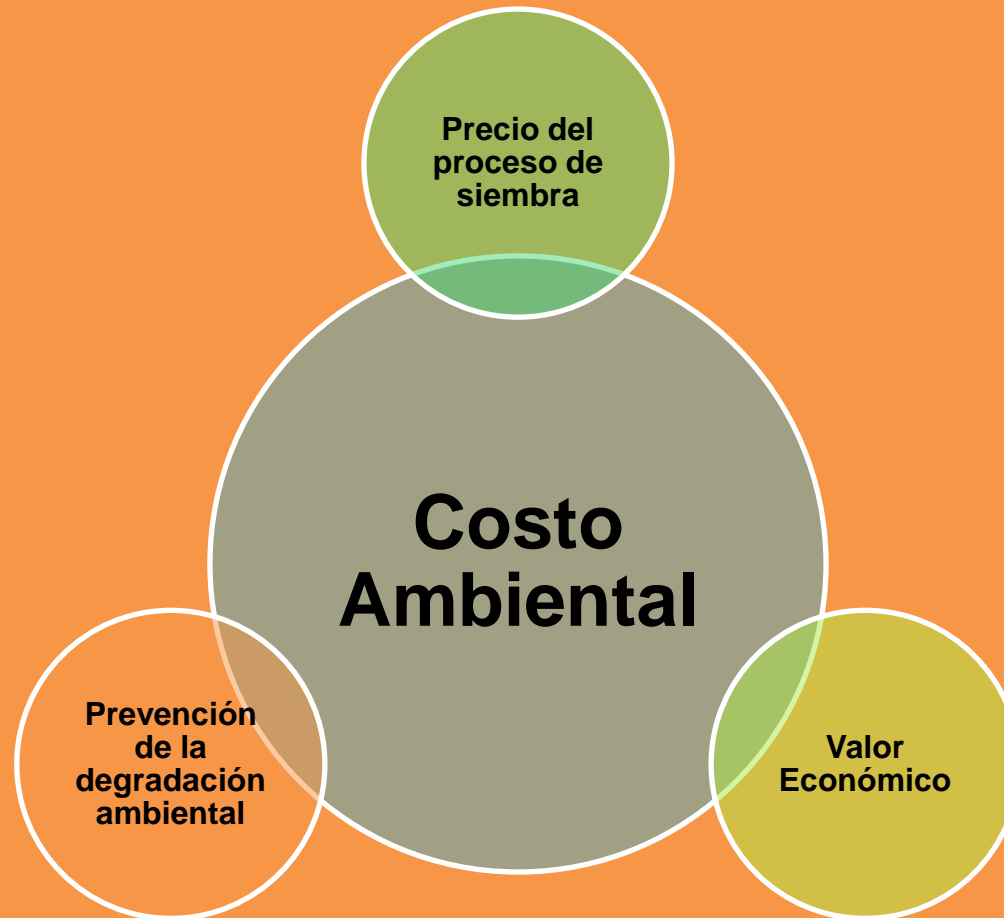 Precio del
proceso de
siembra
Costo
Ambiental
Prevención
de la
degradación
ambiental
Valor
Económico